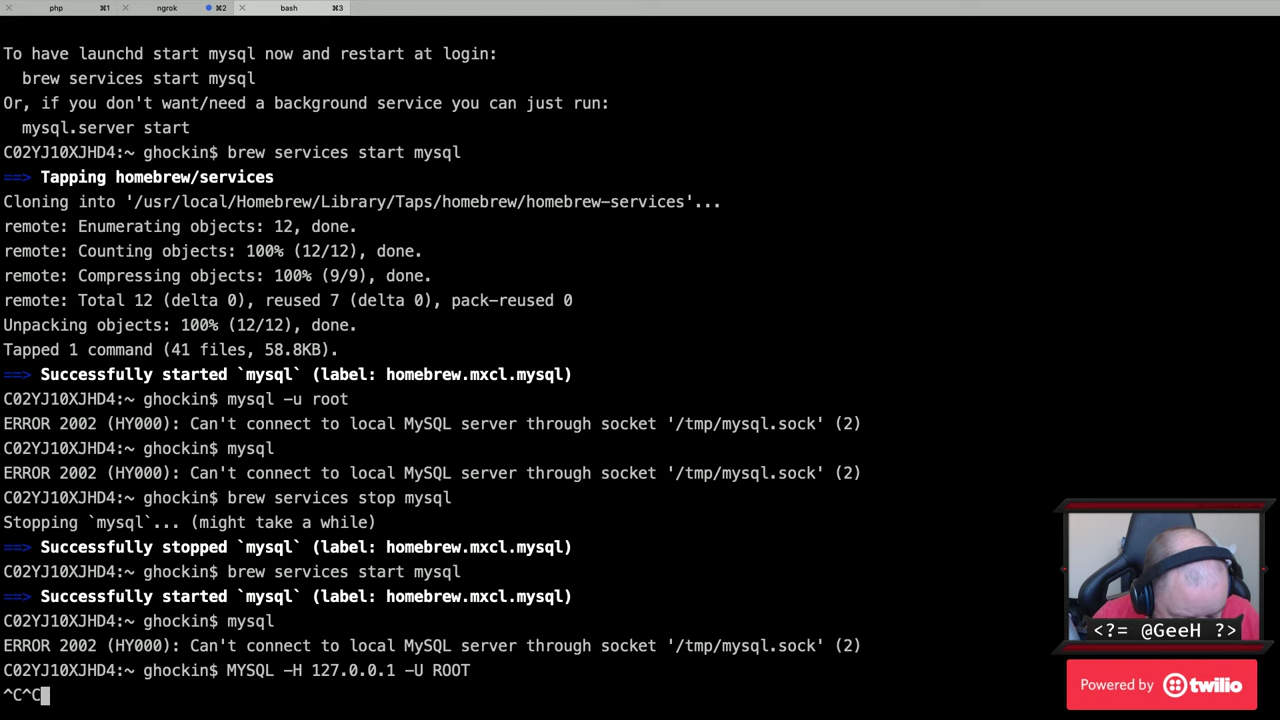 php ⌘1 ngrok ⌘2 bash ⌘3
To have launchd start mysql now and restart at login:
brew services start mysql
Or, if you don't want/need a background service you can just run:
mysql.server start
C02YJ10XJHD4:~ ghockin$ brew services start mysql
==> Tapping homebrew/services
Cloning into '/usr/local/Homebrew/Library/Taps/homebrew/homebrew-services'...
remote: Enumerating objects: 12, done.
remote: Counting objects: 100% (12/12), done.
remote: Compressing objects: 100% (9/9), done.
remote: Total 12 (delta 0), reused 7 (delta 0), pack-reused 0
Unpacking objects: 100% (12/12), done.
Tapped 1 command (41 files, 58.8KB).
==> Successfully started `mysql` (label: homebrew.mxcl.mysql)
C02YJ10XJHD4:~ ghockin$ mysql -u root
ERROR 2002 (HY000): Can't connect to local MySQL server through socket '/tmp/mysql.sock' (2)
C02YJ10XJHD4:~ ghockin$ mysql
ERROR 2002 (HY000): Can't connect to local MySQL server through socket '/tmp/mysql.sock' (2)
C02YJ10XJHD4:~ ghockin$ brew services stop mysql
Stopping `mysql`... (might take a while)
==> Successfully stopped `mysql` (label: homebrew.mxcl.mysql)
C02YJ10XJHD4:~ ghockin$ brew services start mysql
==> Successfully started `mysql` (label: homebrew.mxcl.mysql)
C02YJ10XJHD4:~ ghockin$ mysql
ERROR 2002 (HY000): Can't connect to local MySQL server through socket '/tmp/mysql.sock' (2)
C02YJ10XJHD4:~ ghockin$ MYSQL -H 127.0.0.1 -U ROOT
^C^C
<?= @GeeH ?>
Powered by twilio